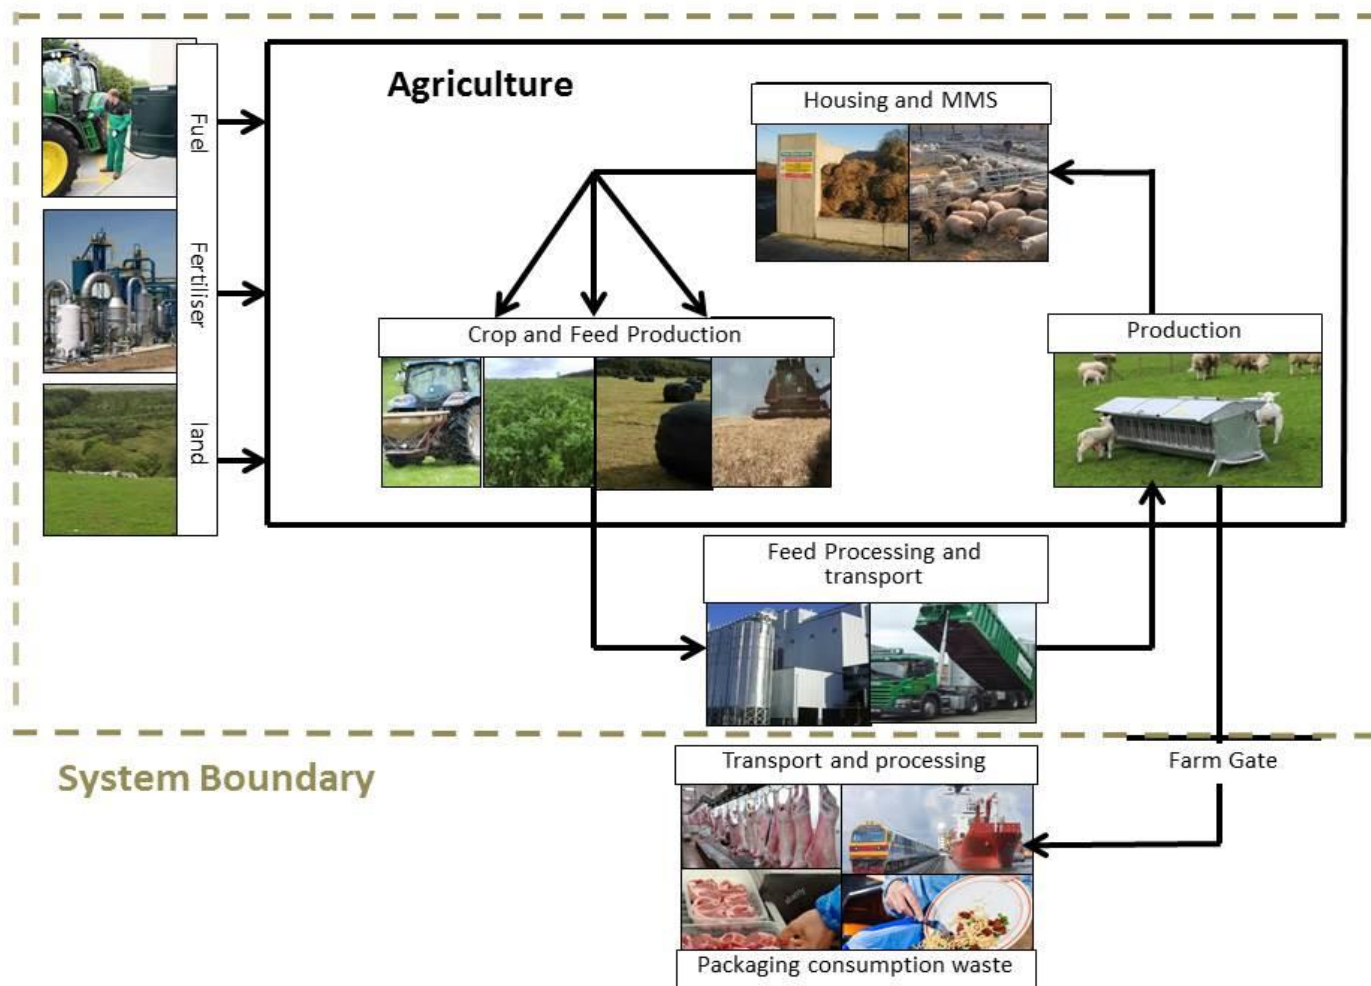 Agriculture
Housing and MMS
Fuel
Fertiliser
land
Crop and Feed Production
Production
Feed Processing and
transport
System Boundary
Transport and processing
Farm Gate
Packaging consumption waste